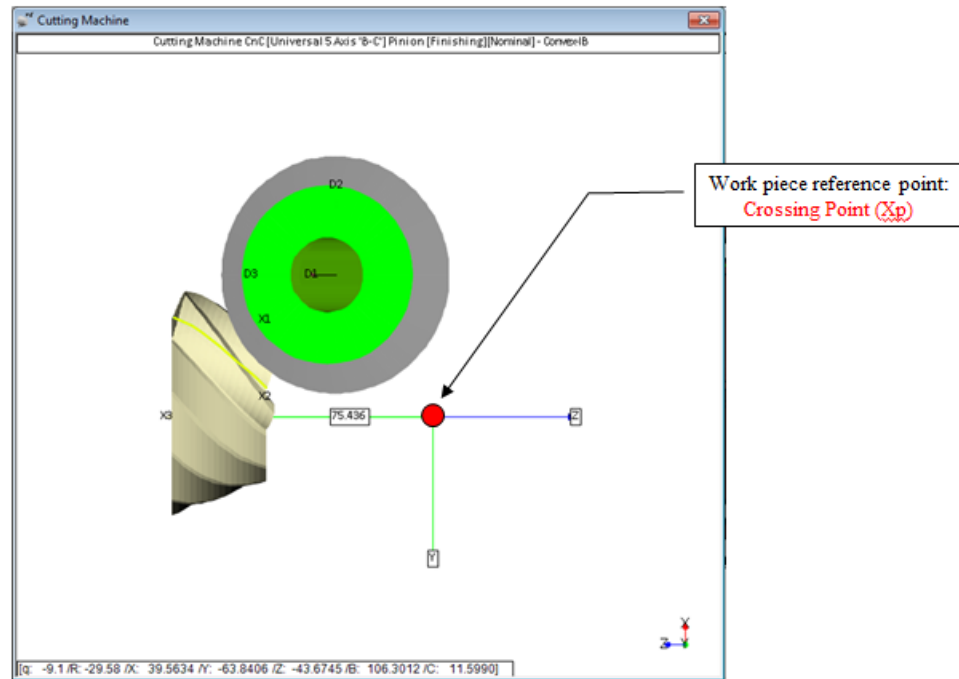 Cutting Machine
Cutting Machine CnC [Universal 5 Axis "B-C"] Pinion [Finishing][Nominal] - Convex-IB
D2
D3
D1
X1
X2
X3
75.436
Z
Y
Work piece reference point:
Crossing Point (Xp)
X
Z
Y
[q: -9.1 /R: -29.58 /X: 39.5634 /Y: -63.8406 /Z: -43.6745 /B: 106.3012 /C: 11.5990]